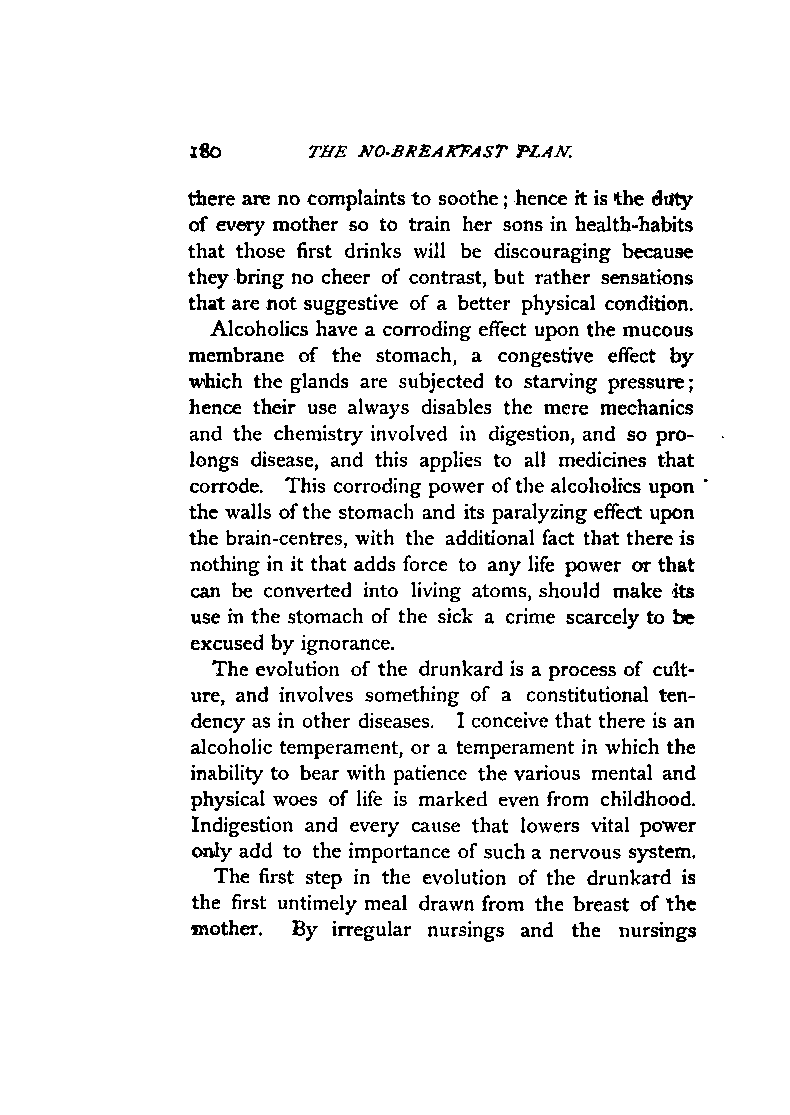 180 THE NO-BREAKFAST PLAN.
there are no complaints to soothe; hence it is the duty
of every mother so to train her sons in health-habits
that those first drinks will be discouraging because
they bring no cheer of contrast, but rather sensations
that are not suggestive of a better physical condition.
Alcoholics have a corroding effect upon the mucous
membrane of the stomach, a congestive effect by
which the glands are subjected to starving pressure;
hence their use always disables the mere mechanics
and the chemistry involved in digestion, and so pro-
longs disease, and this applies to all medicines that
corrode. This corroding power of the alcoholics upon
the walls of the stomach and its paralyzing effect upon
the brain-centres, with the additional fact that there is
nothing in it that adds force to any life power or that
can be converted into living atoms, should make its
use in the stomach of the sick a crime scarcely to be
excused by ignorance.
The evolution of the drunkard is a process of cult-
ure, and involves something of a constitutional ten-
dency as in other diseases. I conceive that there is an
alcoholic temperament, or a temperament in which the
inability to bear with patience the various mental and
physical woes of life is marked even from childhood.
Indigestion and every cause that lowers vital power
only add to the importance of such a nervous system.
The first step in the evolution of the drunkard is
the first untimely meal drawn from the breast of the
mother. By irregular nursings and the nursings